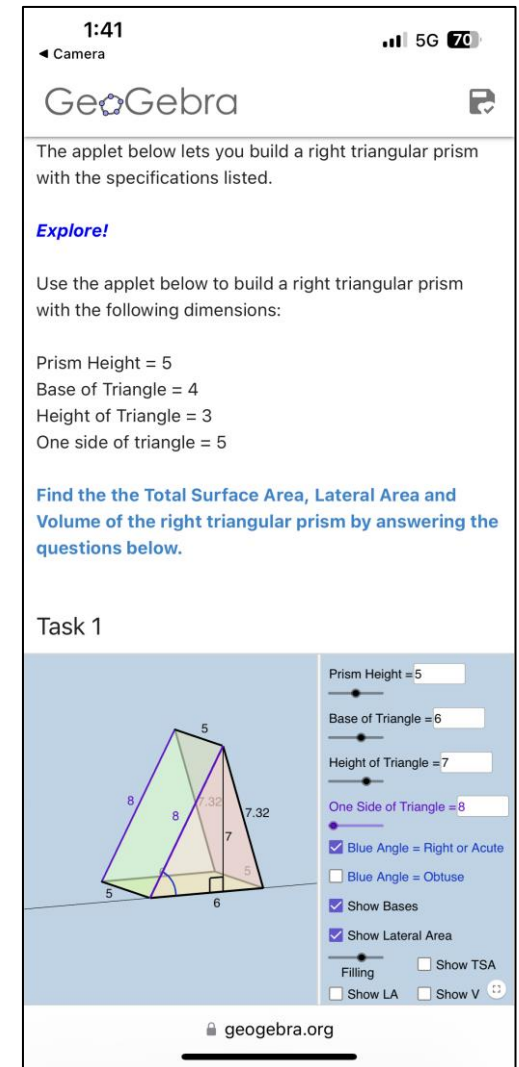 1:41
5G 70
◀ Camera
GeoGebra
The applet below lets you build a right triangular prism
with the specifications listed.
Explore!
Use the applet below to build a right triangular prism
with the following dimensions:
Prism Height = 5
Base of Triangle = 4
Height of Triangle = 3
One side of triangle = 5
Find the the Total Surface Area, Lateral Area and
Volume of the right triangular prism by answering the
questions below.
Task 1
Prism Height = 5
Base of Triangle = 6
Height of Triangle = 7
One Side of Triangle = 8
Blue Angle = Right or Acute
Blue Angle = Obtuse
Show Bases
Show Lateral Area
Filling
Show TSA
Show LA
Show V
5
8
8
7.32
7.32
7
5
5
6
geogebra.org